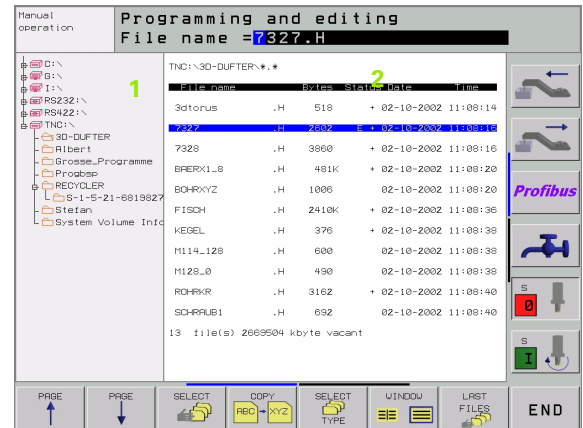 Manual
operation
Programming and editing
File name =7327.H
C:\
G:\
I:\
RS232:\
RS422:\
TNC:\
3D-DUFTER
Albert
Grosse_Programme
Progbsp
RECYCLER
S-1-5-21-6819827
Stefan
System Volume Info
1
TNC:\3D-DUFTER\*.*
2
File name Bytes Status Date Time
3dtorus .H 518 + 02-10-2002 11:08:14
7327 .H 2602 E + 02-10-2002 11:08:16
7328 .H 3860 + 02-10-2002 11:08:16
BAERX1_8 .H 481K + 02-10-2002 11:08:20
BOHRXYZ .H 1006 02-10-2002 11:08:20
FISCH .H 2410K + 02-10-2002 11:08:36
KEGEL .H 376 + 02-10-2002 11:08:38
M114_128 .H 600 02-10-2002 11:08:38
M128_0 .H 490 02-10-2002 11:08:38
ROHRKR .H 3162 + 02-10-2002 11:08:40
SCHRAUB1 .H 692 02-10-2002 11:08:40
13 file(s) 2669504 kbyte vacant
Profibus
S
0
S
I
PAGE
PAGE
SELECT
COPY
ABC XYZ
SELECT
TYPE
WINDOW
LAST
FILES
END